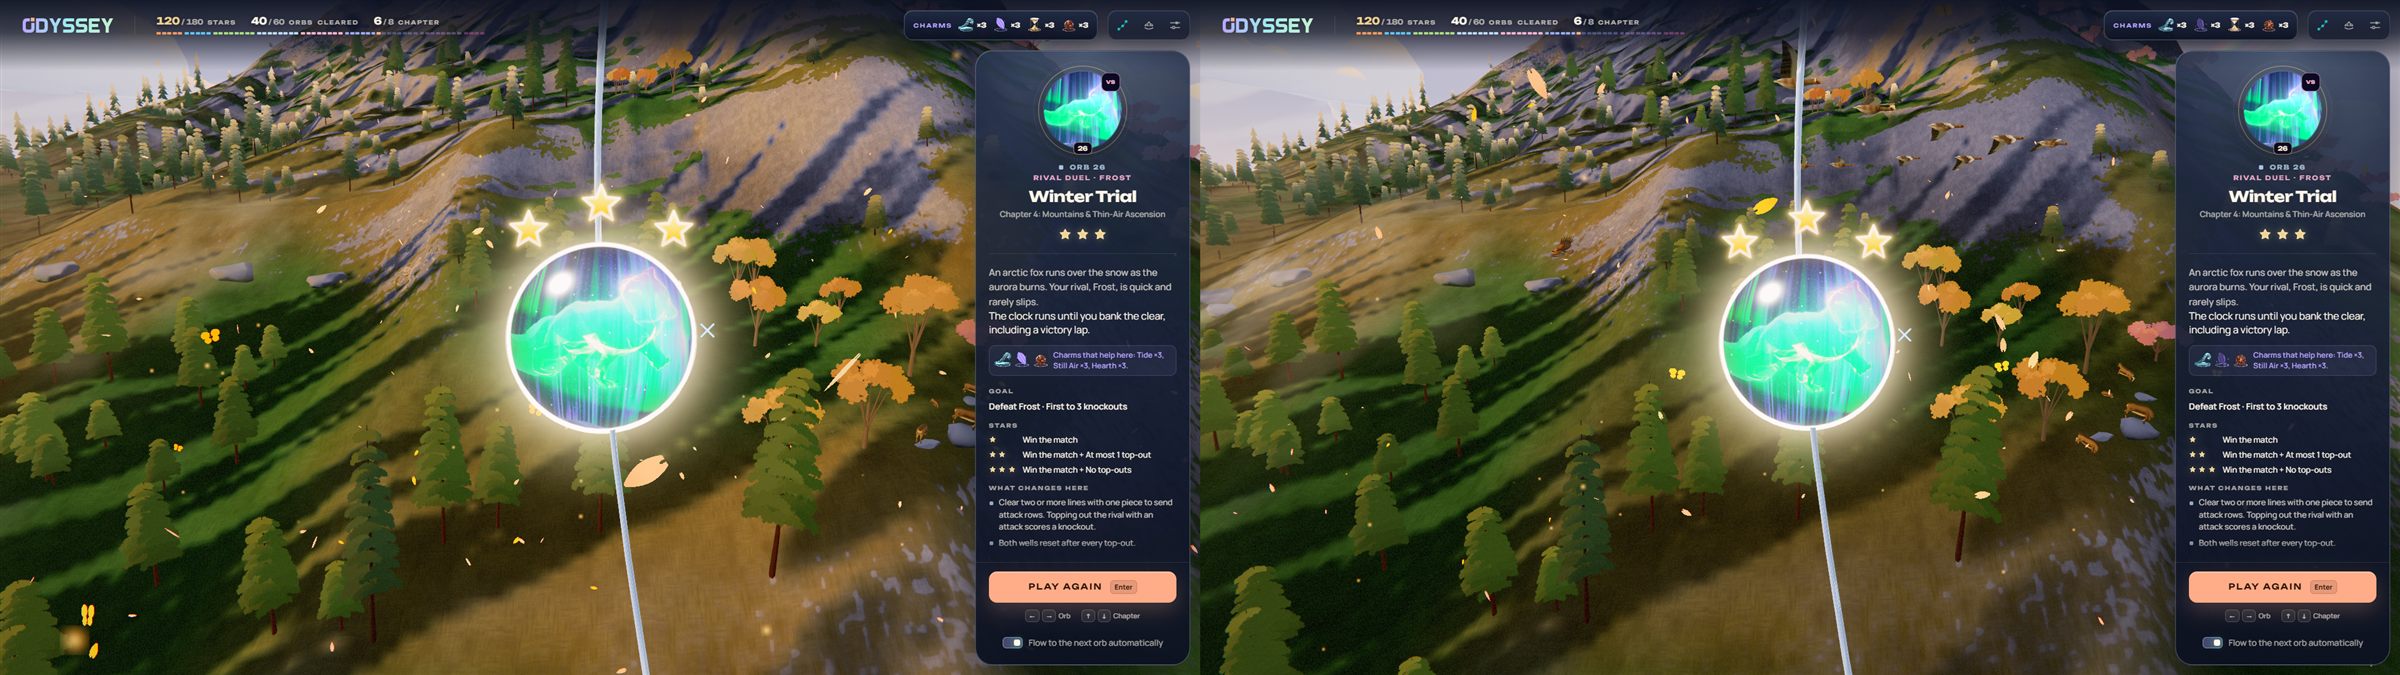 ODYSSEY
120/180 STARS 40/60 ORBS CLEARED 6/8 CHAPTER
CHARMS ×3 ×3 ×3 ×3
VS
26
ORB 26
RIVAL DUEL · FROST
Winter Trial
Chapter 4: Mountains & Thin-Air Ascension
An arctic fox runs over the snow as the
aurora burns. Your rival, Frost, is quick and
rarely slips.
The clock runs until you bank the clear,
including a victory lap.
Charms that help here: Tide ×3,
Still Air ×3, Hearth ×3.
GOAL
Defeat Frost · First to 3 knockouts
STARS
Win the match
Win the match + At most 1 top-out
Win the match + No top-outs
WHAT CHANGES HERE
Clear two or more lines with one piece to send
attack rows. Topping out the rival with an
attack scores a knockout.
Both wells reset after every top-out.
PLAY AGAIN Enter
← → Orb ↑ ↓ Chapter
Flow to the next orb automatically
ODYSSEY
120/180 STARS 40/60 ORBS CLEARED 6/8 CHAPTER
CHARMS ×3 ×3 ×3 ×3
VS
26
ORB 26
RIVAL DUEL · FROST
Winter Trial
Chapter 4: Mountains & Thin-Air Ascension
An arctic fox runs over the snow as the
aurora burns. Your rival, Frost, is quick and
rarely slips.
The clock runs until you bank the clear,
including a victory lap.
Charms that help here: Tide ×3,
Still Air ×3, Hearth ×3.
GOAL
Defeat Frost · First to 3 knockouts
STARS
Win the match
Win the match + At most 1 top-out
Win the match + No top-outs
WHAT CHANGES HERE
Clear two or more lines with one piece to send
attack rows. Topping out the rival with an
attack scores a knockout.
Both wells reset after every top-out.
PLAY AGAIN Enter
← → Orb ↑ ↓ Chapter
Flow to the next orb automatically